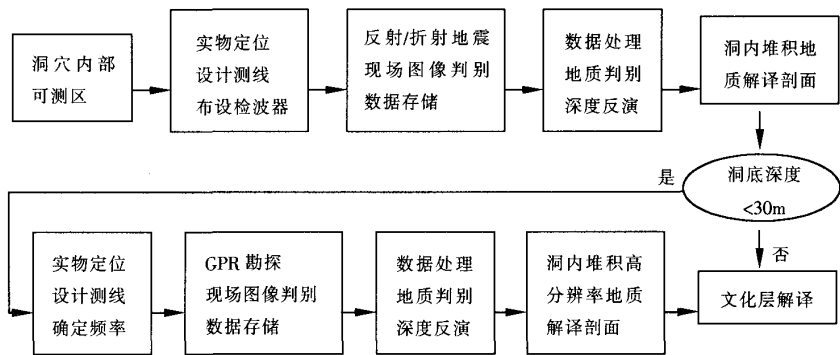 洞穴内部
可测区
实物定位
设计测线
布设检波器
反射/折射地震
现场图像判别
数据存储
数据处理
地质判别
深度反演
洞内堆积地
质解译剖面
洞底深度
<30m
是
否
实物定位
设计测线
确定频率
GPR 勘探
现场图像判别
数据存储
数据处理
地质判别
深度反演
洞内堆积高
分辨率地质
解译剖面
文化层解译